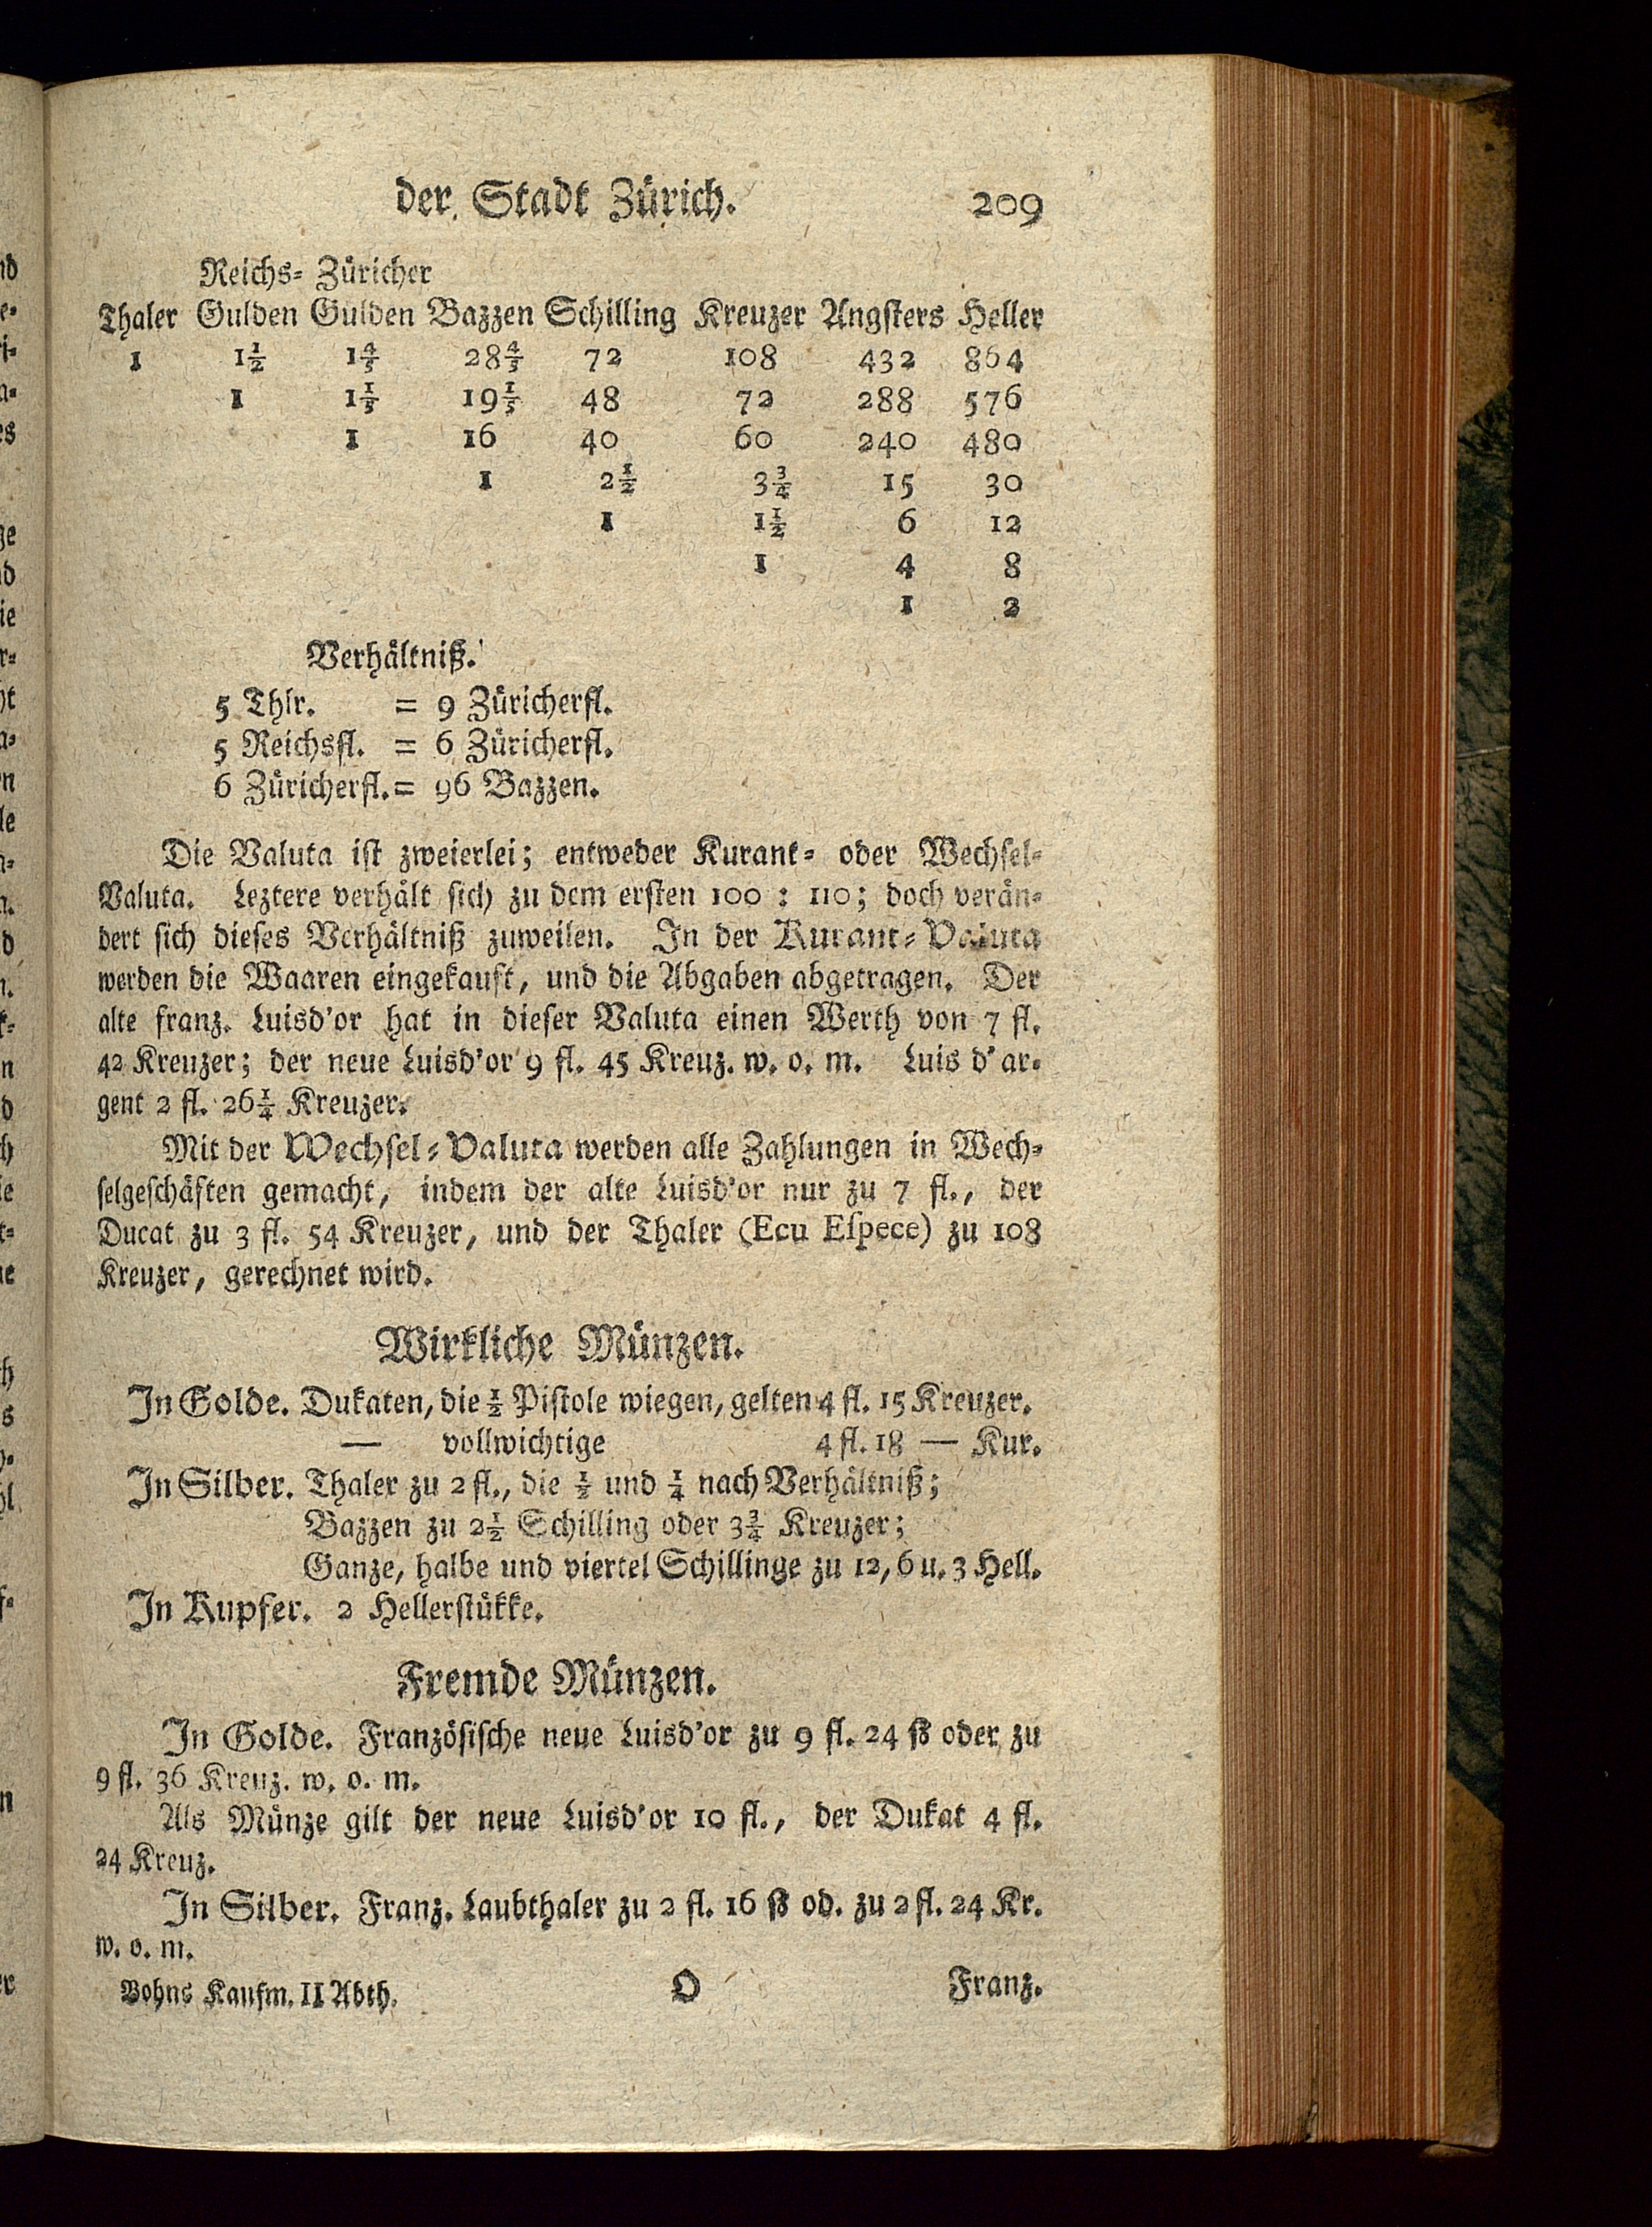 der Stadt Zürich. 209
Reichs- Züricher
Thaler Gulden Gulden Bazzen Schilling Kreuzer Angsters Heller
1 1½ 1⅘ 28⅘ 72 108 432 864
1 1⅕ 19⅕ 48 72 288 576
1 16 40 60 240 480
1 2½ 3¾ 15 30
1 1½ 6 12
1 4 8
1 2
Verhältniß.
5 Thlr. = 9 Züricherfl.
5 Reichsfl. = 6 Züricherfl.
6 Züricherfl. = 96 Bazzen.
Die Valuta ist zweierlei; entweder Kurant- oder Wechsel-
Valuta. Leztere verhält sich zu dem ersten 100 : 110; doch verän-
dert sich dieses Verhältniß zuweilen. In der Kurant-Valuta
werden die Waaren eingekauft, und die Abgaben abgetragen. Der
alte franz. Luisd'or hat in dieser Valuta einen Werth von 7 fl.
42 Kreuzer; der neue Luisd'or 9 fl. 45 Kreuz. w. o. m. Luis d'ar-
gent 2 fl. 26¼ Kreuzer.
Mit der Wechsel-Valuta werden alle Zahlungen in Wech-
selgeschäften gemacht, indem der alte Luisd'or nur zu 7 fl., der
Ducat zu 3 fl. 54 Kreuzer, und der Thaler (Ecu Eſpece) zu 108
Kreuzer, gerechnet wird.
Wirkliche Münzen.
In Golde. Dukaten, die ½ Pistole wiegen, gelten 4 fl. 15 Kreuzer.
— vollwichtige 4 fl. 18 — Kur.
In Silber. Thaler zu 2 fl., die ½ und ¼ nach Verhältniß;
Bazzen zu 2½ Schilling oder 3¾ Kreuzer;
Ganze, halbe und viertel Schillinge zu 12, 6 u. 3 Hell.
In Kupfer. 2 Hellerstükke.
Fremde Münzen.
In Golde. Französische neue Luisd'or zu 9 fl. 24 ß oder zu
9 fl. 36 Kreuz. w. o. m.
Als Münze gilt der neue Luisd'or 10 fl., der Dukat 4 fl.
24 Kreuz.
In Silber. Franz. Laubthaler zu 2 fl. 16 ß od. zu 2 fl. 24 Kr.
w. o. m.
Bohns Kaufm. II Abth. O Franz.